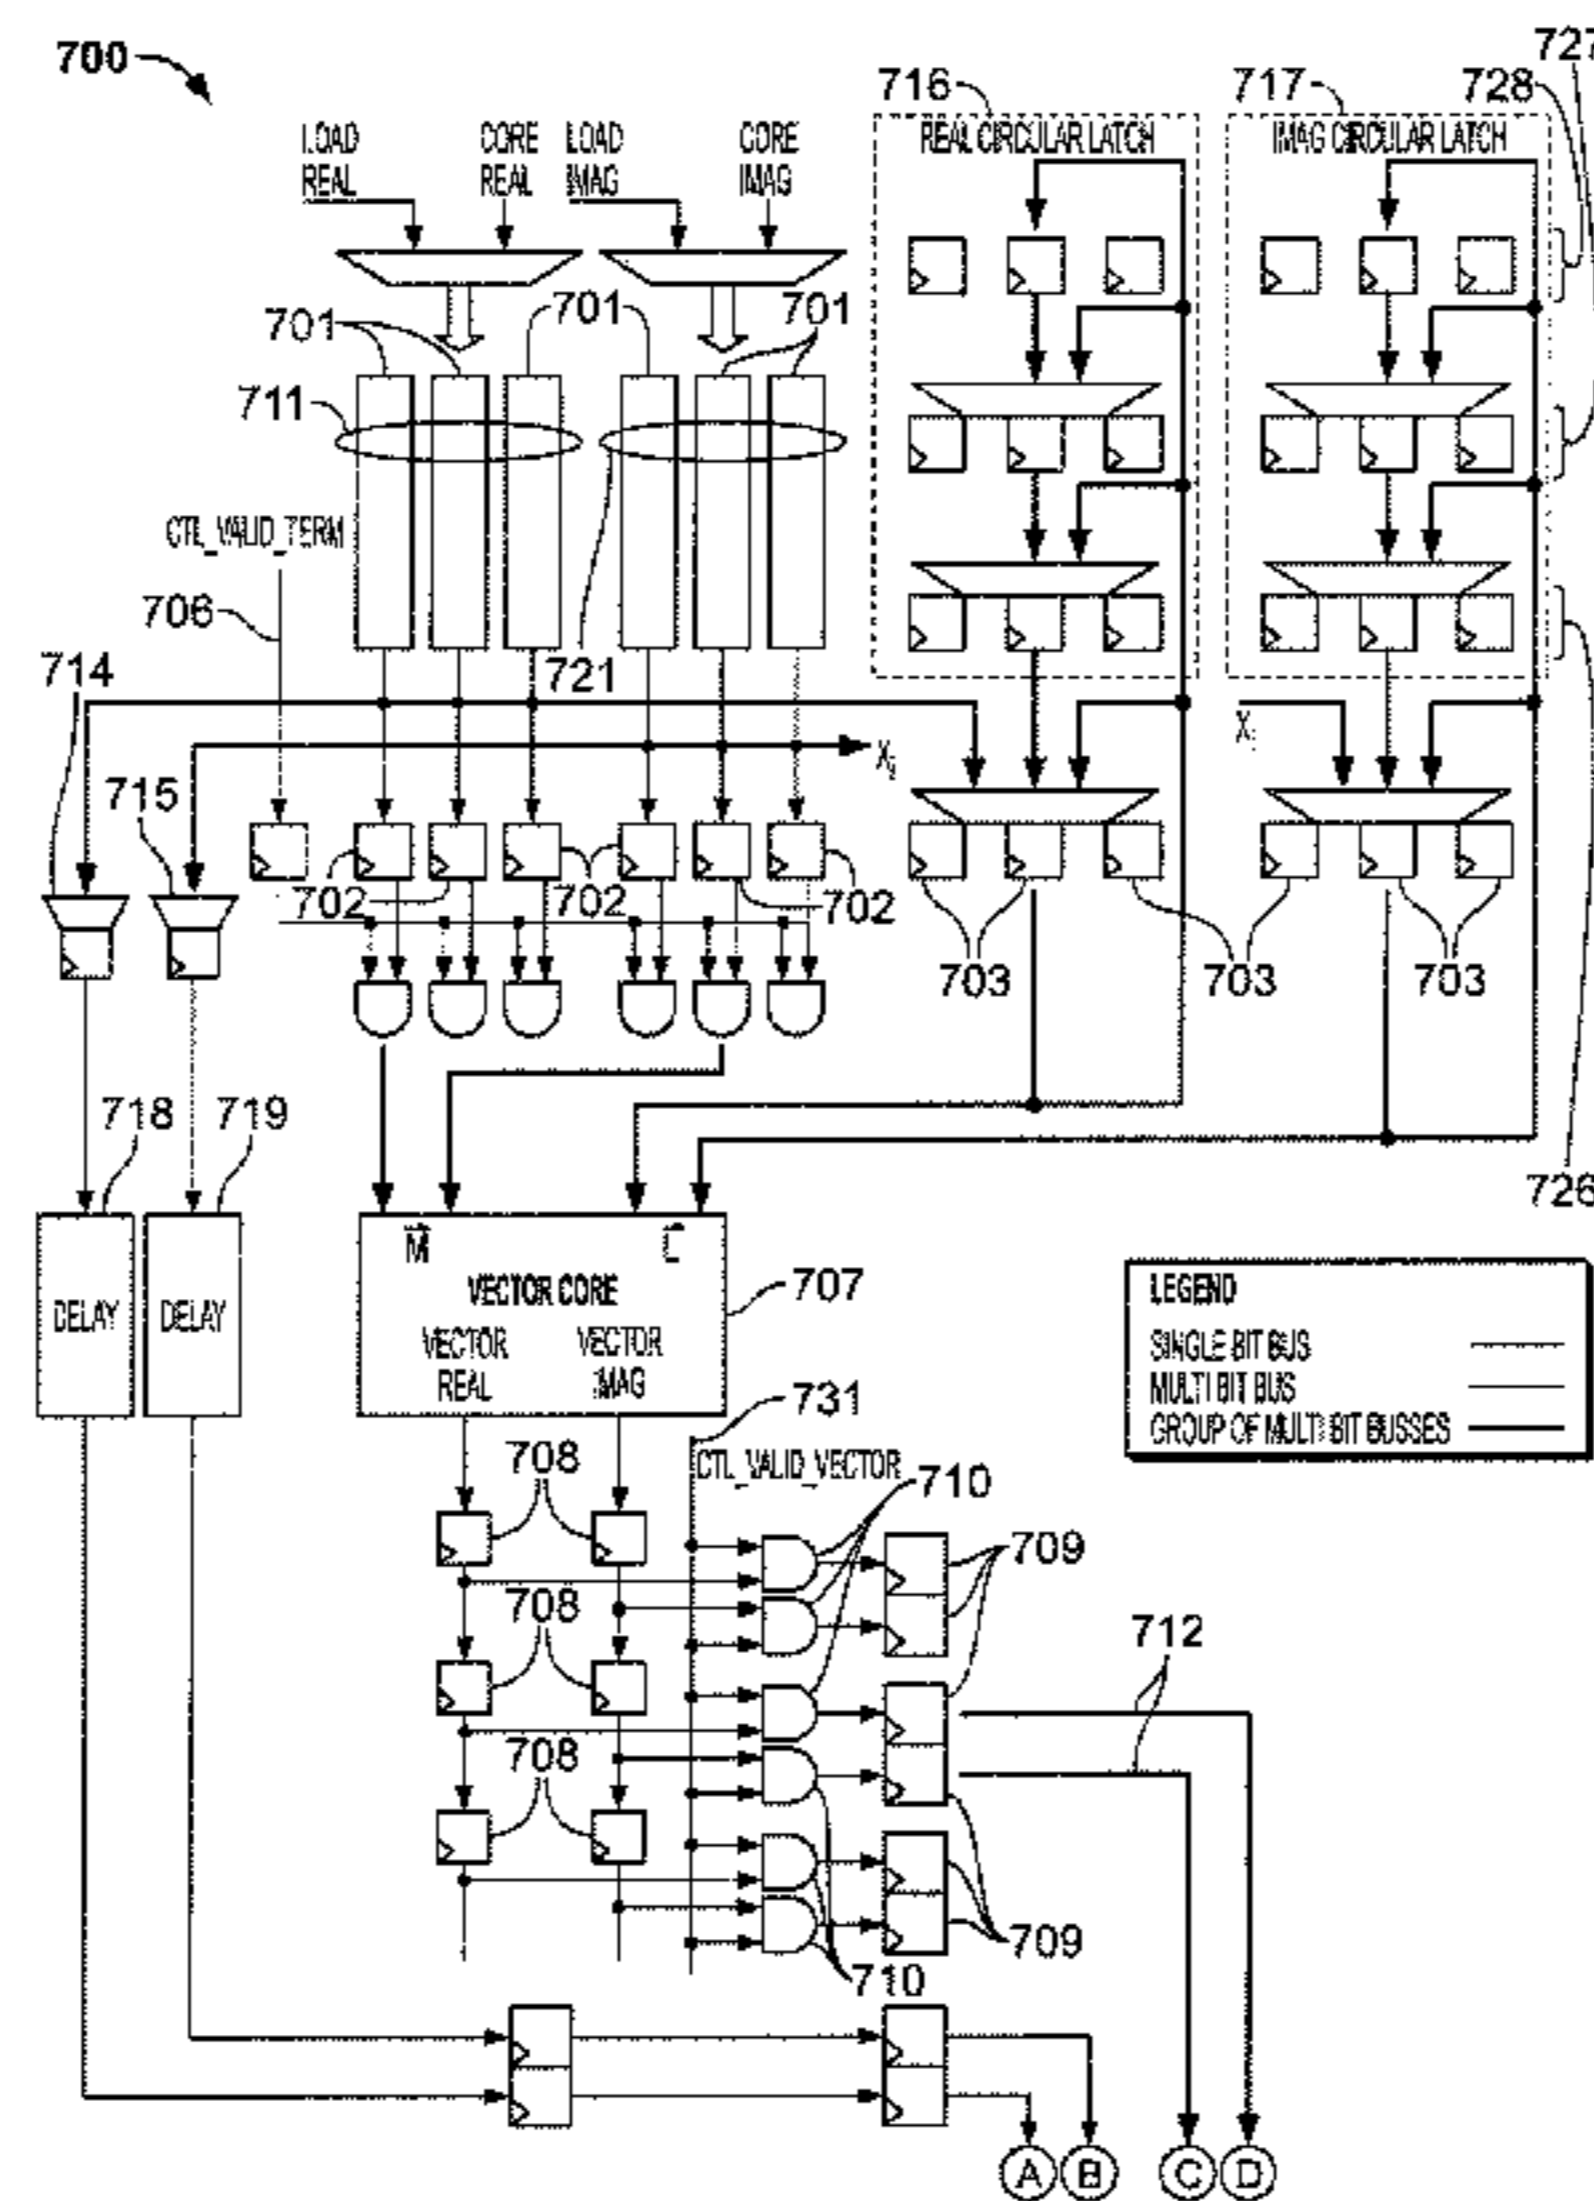 700
716
717
728
727
LOAD REAL
CORE REAL
LOAD IMAG
CORE IMAG
REAL CIRCULAR LATCH
IMAG CIRCULAR LATCH
701
701
701
711
CTL_VALID_TERM
706
721
714
715
702
702
702
703
703
703
718
719
726
DELAY
DELAY
M
C
VECTOR CORE
VECTOR REAL
VECTOR IMAG
707
LEGEND
SINGLE BIT BUS
MULTI BIT BUS
GROUP OF MULTI BIT BUSSES
731
CTL_VALID_VECTOR
708
710
709
708
712
708
709
710
A
B
C
D